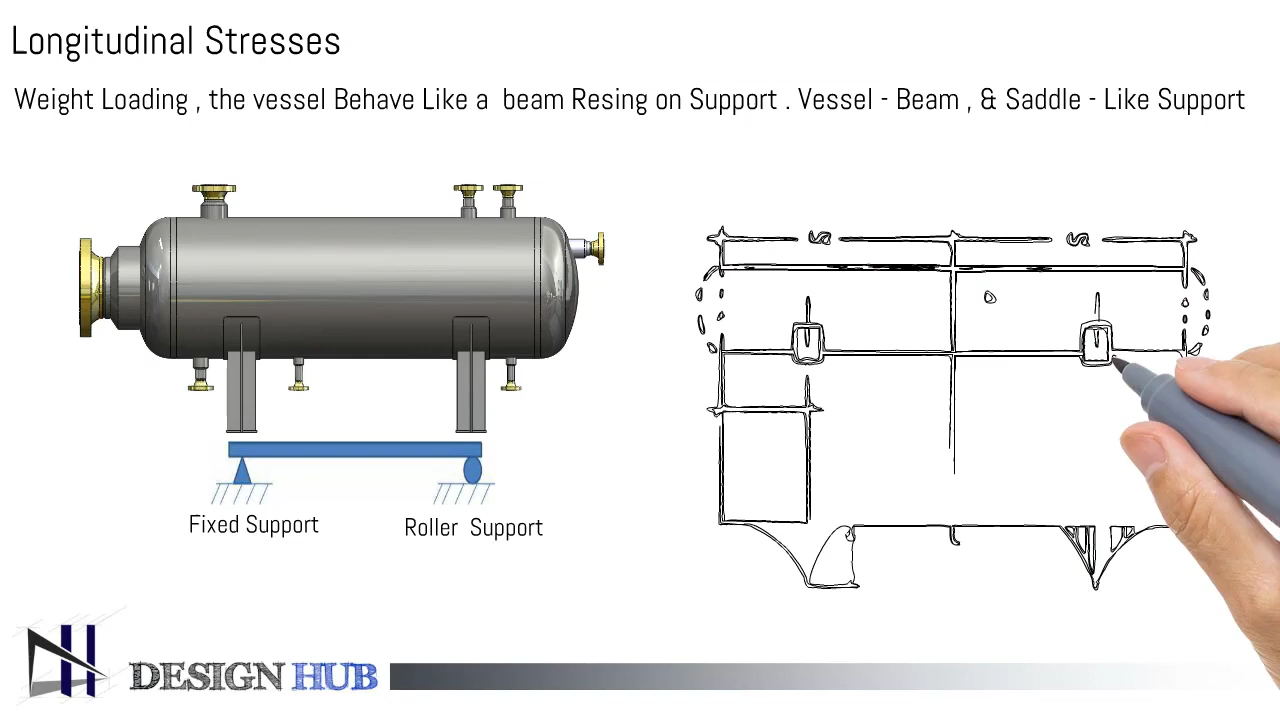 Longitudinal Stresses
Weight Loading , the vessel Behave Like a beam Resing on Support . Vessel - Beam , & Saddle - Like Support
Fixed Support
Roller Support
DESIGN HUB